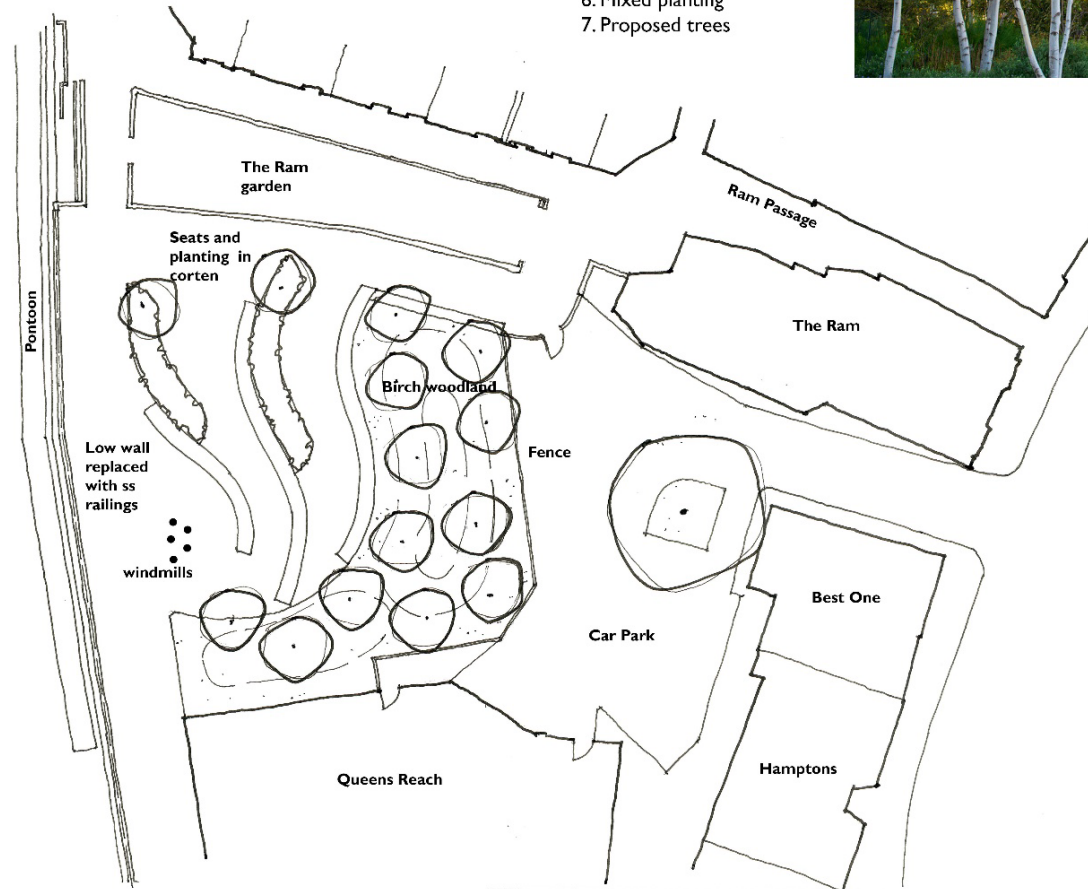 6. Mixed planting
7. Proposed trees
The Ram
garden
Ram Passage
Seats and
planting in
corten
Pontoon
The Ram
Birch woodland
Low wall
replaced
with ss
railings
Fence
windmills
Best One
Car Park
Queens Reach
Hamptons